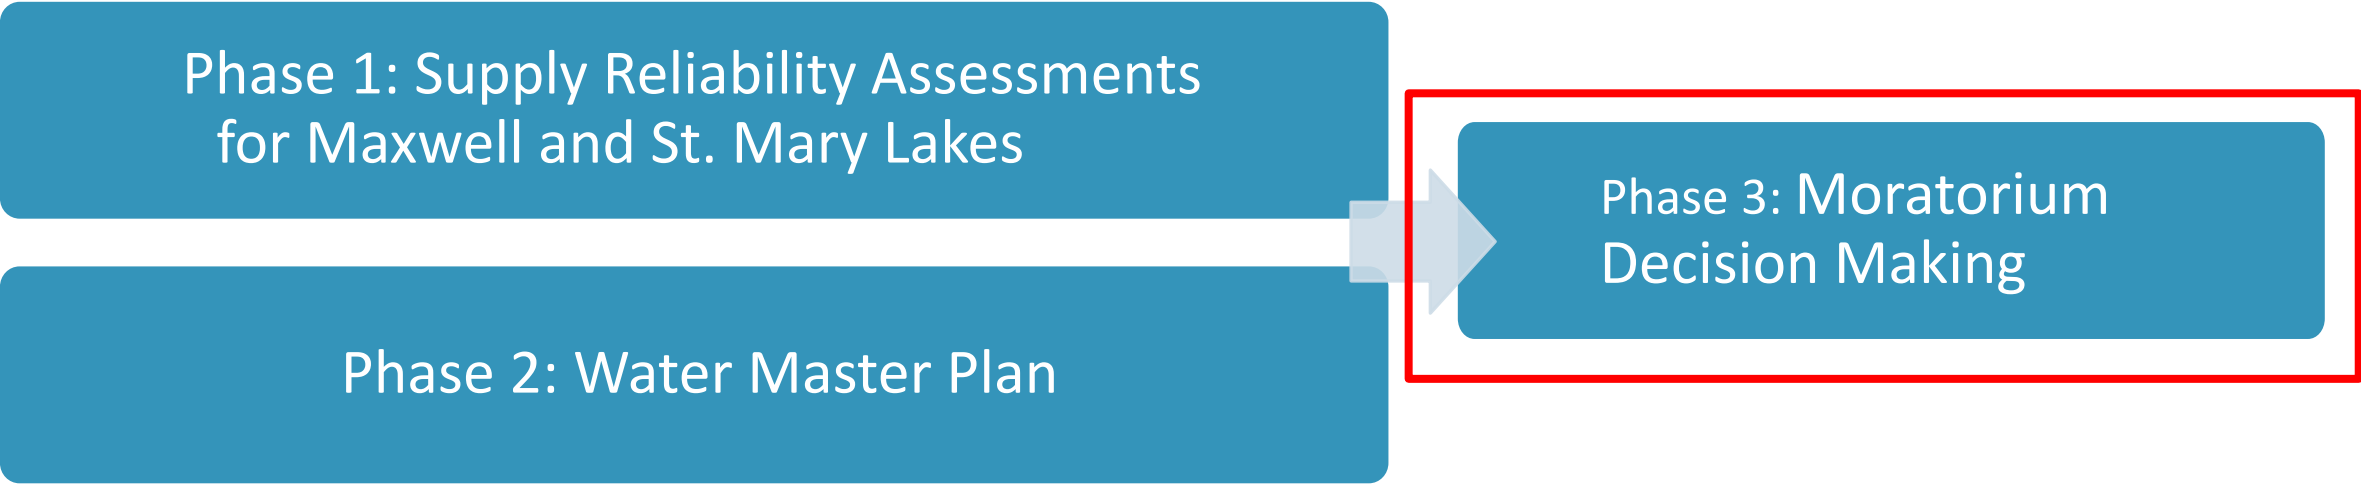 Phase 1: Supply Reliability Assessments
for Maxwell and St. Mary Lakes
Phase 2: Water Master Plan
Phase 3: Moratorium
Decision Making